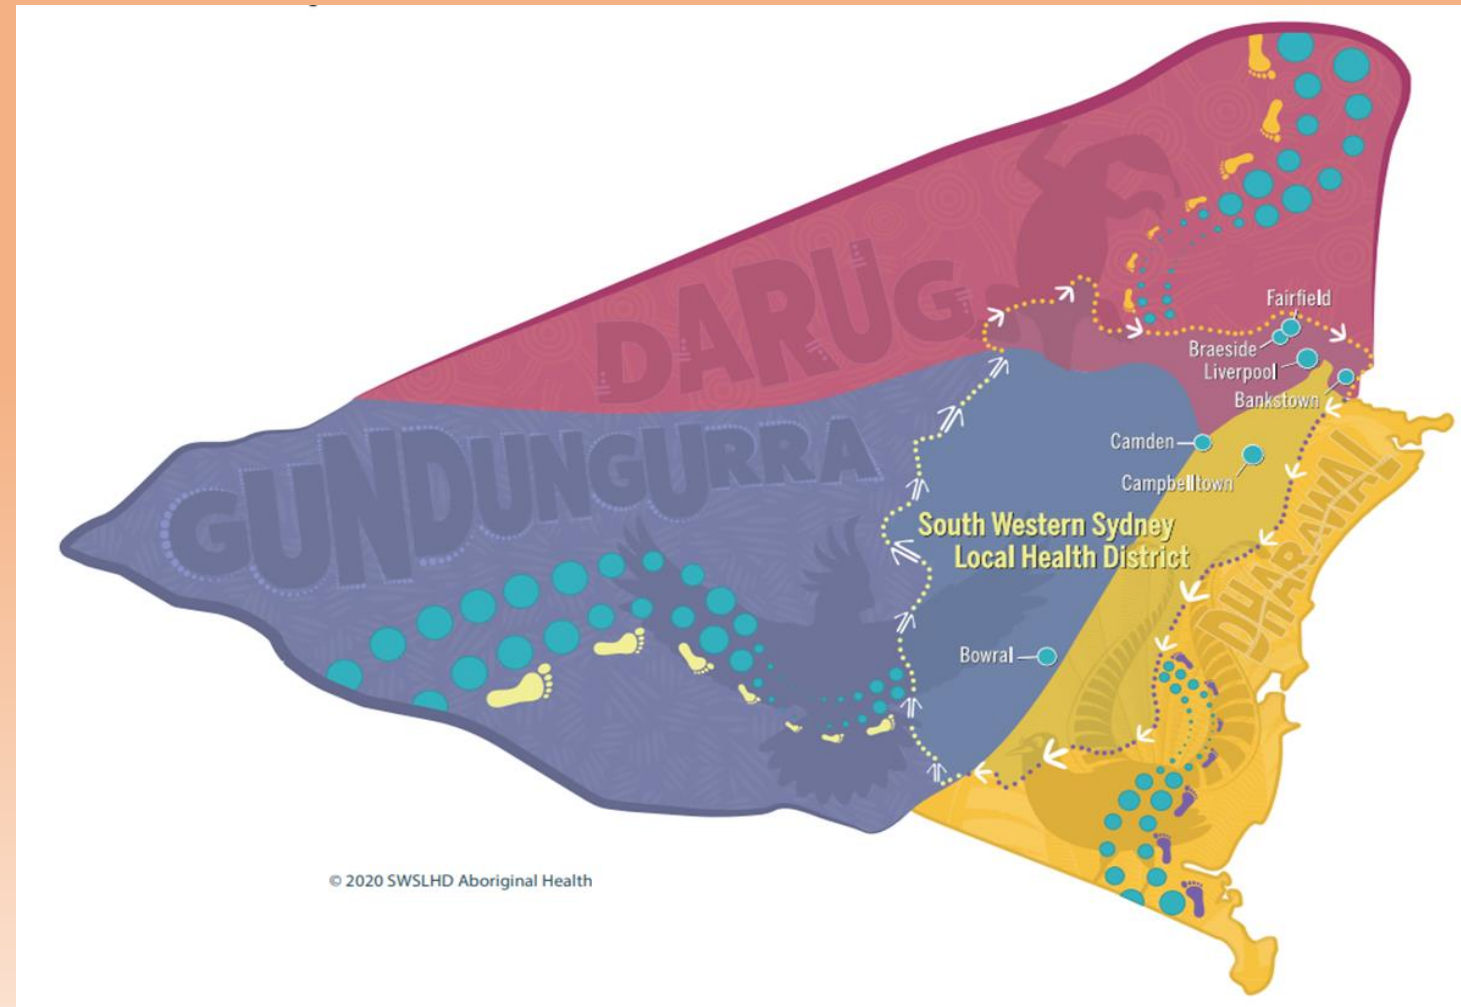 DARUG
Fairfield
Braeside
Liverpool
Bankstown
GUNDUNGURRA
Camden
Campbelltown
DHARAWAL
South Western Sydney
Local Health District
Bowral
© 2020 SWSLHD Aboriginal Health